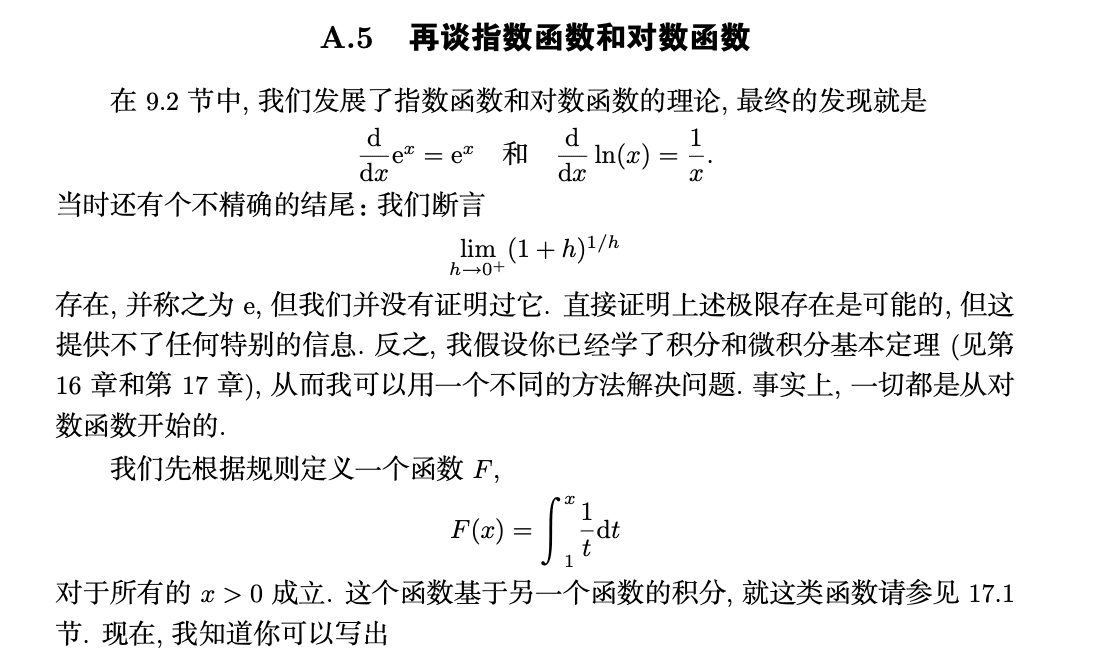 A.5 再谈指数函数和对数函数
在 9.2 节中, 我们发展了指数函数和对数函数的理论, 最终的发现就是
d/dx e^x = e^x 和 d/dx ln(x) = 1/x.
当时还有个不精确的结尾: 我们断言
lim_{h→0⁺} (1 + h)^{1/h}
存在, 并称之为 e, 但我们并没有证明过它. 直接证明上述极限存在是可能的, 但这
提供不了任何特别的信息. 反之, 我假设你已经学了积分和微积分基本定理 (见第
16 章和第 17 章), 从而我可以用一个不同的方法解决问题. 事实上, 一切都是从对
数函数开始的.
我们先根据规则定义一个函数 F,
F(x) = ∫_1^x 1/t dt
对于所有的 x > 0 成立. 这个函数基于另一个函数的积分, 就这类函数请参见 17.1
节. 现在, 我知道你可以写出